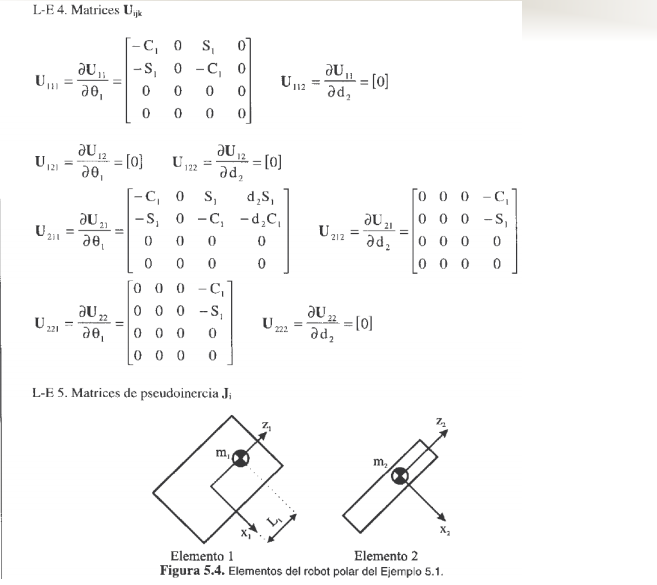 L-E 4. Matrices U_ijk
U_111 = ∂U_11/∂θ_1 = [−C_1 0 S_1 0; −S_1 0 −C_1 0; 0 0 0 0; 0 0 0 0] U_112 = ∂U_11/∂d_2 = [0]
U_121 = ∂U_12/∂θ_1 = [0] U_122 = ∂U_12/∂d_2 = [0]
U_211 = ∂U_21/∂θ_1 = [−C_1 0 S_1 d_2S_1; −S_1 0 −C_1 −d_2C_1; 0 0 0 0; 0 0 0 0] U_212 = ∂U_21/∂d_2 = [0 0 0 −C_1; 0 0 0 −S_1; 0 0 0 0; 0 0 0 0]
U_221 = ∂U_22/∂θ_1 = [0 0 0 −C_1; 0 0 0 −S_1; 0 0 0 0; 0 0 0 0] U_222 = ∂U_22/∂d_2 = [0]
L-E 5. Matrices de pseudoinercia J_i
z_1
m_1
x_1
L_1
z_2
m_2
x_2
Elemento 1 Elemento 2
Figura 5.4. Elementos del robot polar del Ejemplo 5.1.